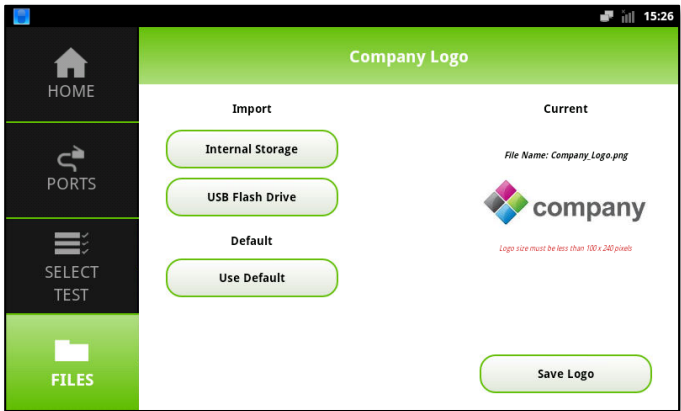 15:26
HOME
PORTS
SELECT
TEST
FILES
Company Logo
Import
Internal Storage
USB Flash Drive
Default
Use Default
Current
File Name: Company_Logo.png
company
Logo size must be less than 100 x 240 pixels
Save Logo